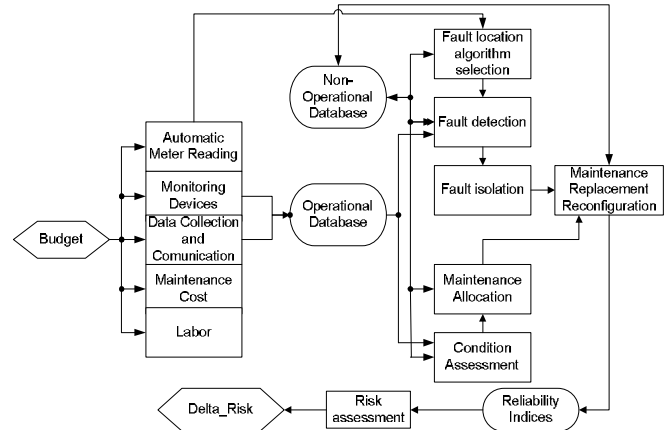 Fault location
algorithm
selection
Non-
Operational
Database
Fault detection
Automatic
Meter Reading
Fault isolation
Maintenance
Replacement
Reconfiguration
Monitoring
Devices
Operational
Database
Budget
Data Collection
and
Comunication
Maintenance
Cost
Maintenance
Allocation
Labor
Condition
Assessment
Delta_Risk
Risk
assessment
Reliability
Indices